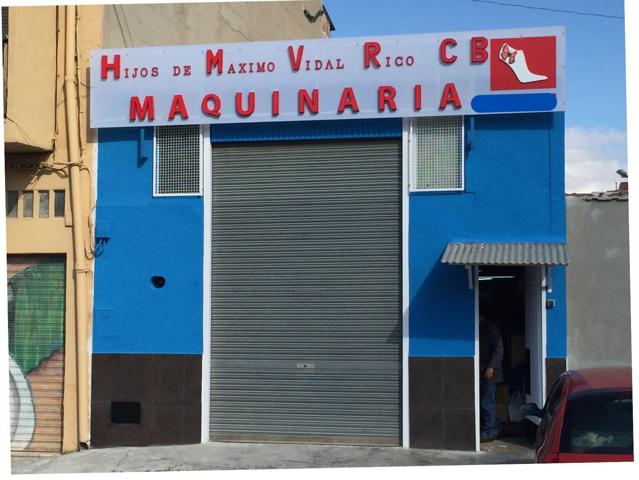 Hijos de Maximo Vidal Rico CB
MAQUINARIA